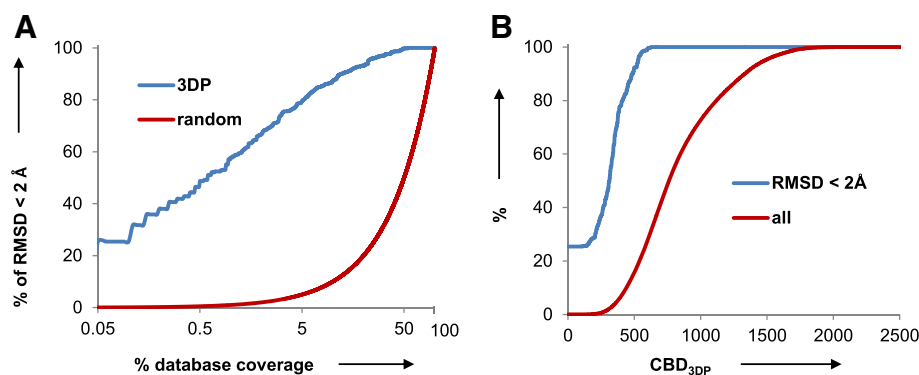 A
100
80
60
40
20
0
% of RMSD < 2 Å
3DP
random
0.05
0.5
5
50
100
% database coverage
B
100
80
60
40
20
0
%
RMSD < 2Å
all
0
500
1000
1500
2000
2500
CBD3DP